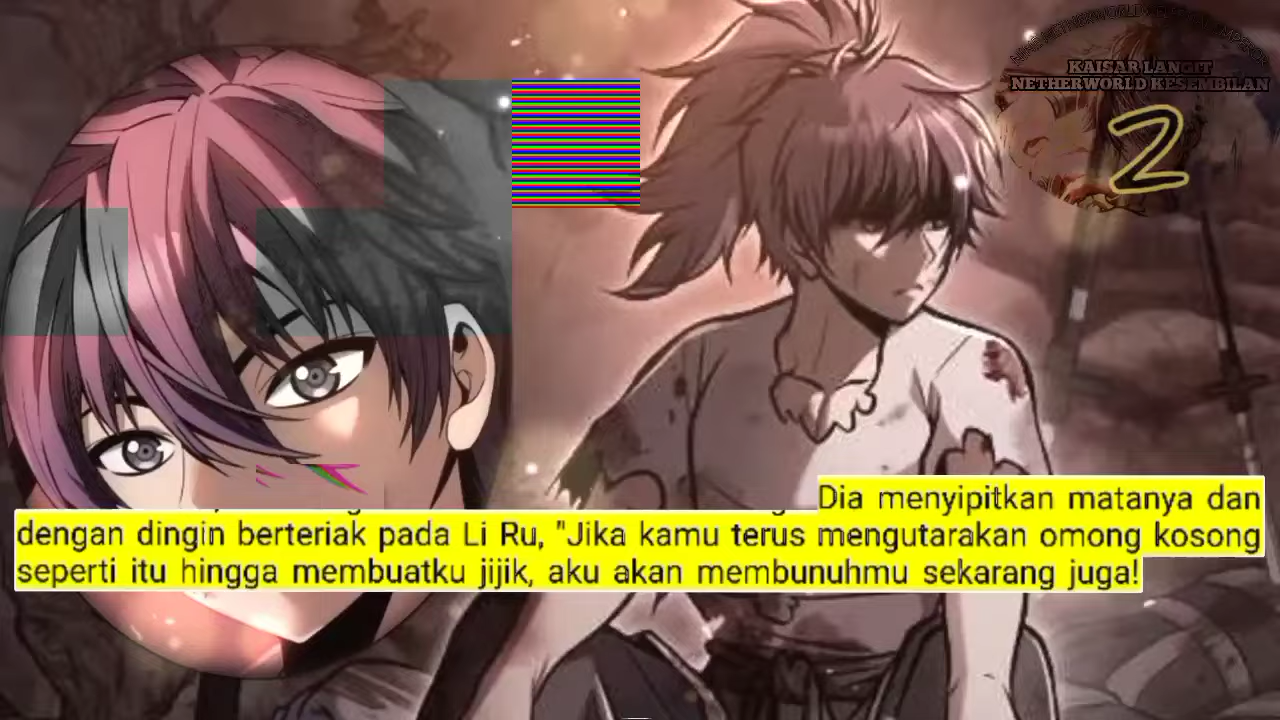 KAISAR LANGIT
NETHERWORLD KESEMBILAN
2
Dia menyipitkan matanya dan
dengan dingin berteriak pada Li Ru, "Jika kamu terus mengutarakan omong kosong
seperti itu hingga membuatku jijik, aku akan membunuhmu sekarang juga!